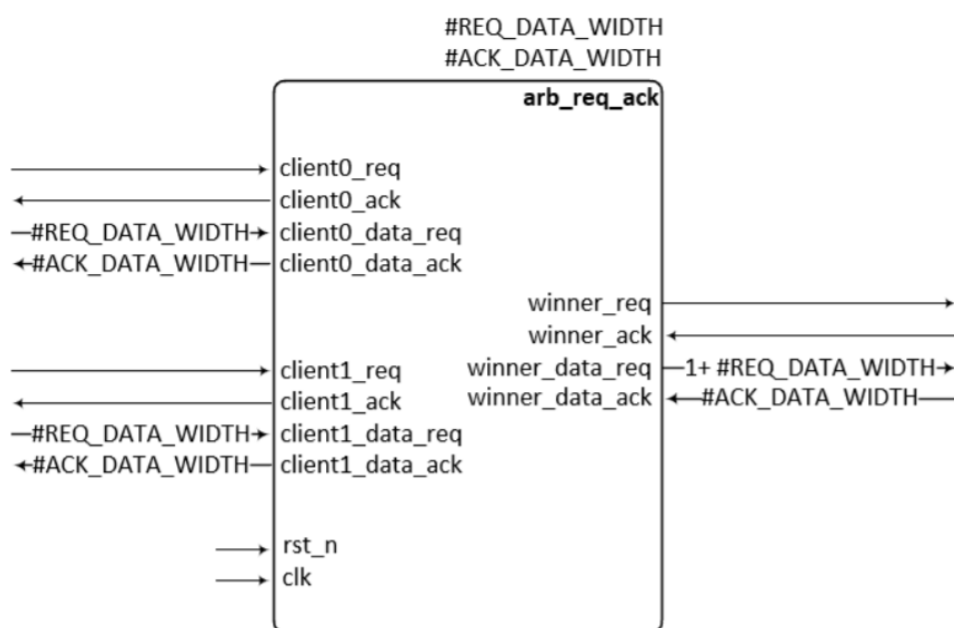 #REQ_DATA_WIDTH
#ACK_DATA_WIDTH
arb_req_ack
client0_req
client0_ack
#REQ_DATA_WIDTH client0_data_req
#ACK_DATA_WIDTH client0_data_ack
winner_req
winner_ack
client1_req winner_data_req 1+ #REQ_DATA_WIDTH
client1_ack winner_data_ack #ACK_DATA_WIDTH
#REQ_DATA_WIDTH client1_data_req
#ACK_DATA_WIDTH client1_data_ack
rst_n
clk